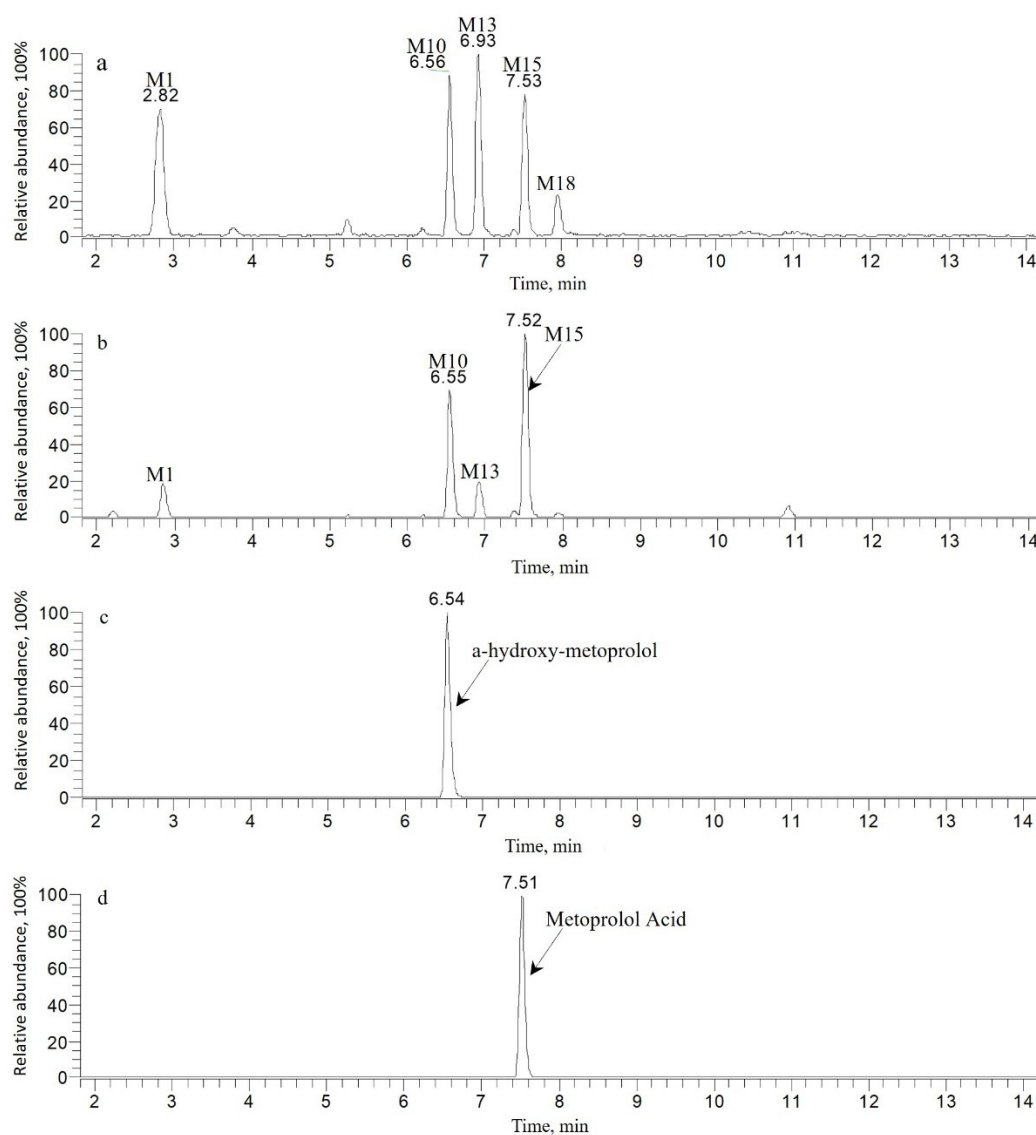 a
Relative abundance, 100%
100
80
60
40
20
0
M1
2.82
M10
6.56
M13
6.93
M15
7.53
M18
2 3 4 5 6 7 8 9 10 11 12 13 14
Time, min
b
Relative abundance, 100%
100
80
60
40
20
0
M1
M10
6.55
M13
7.52
M15
2 3 4 5 6 7 8 9 10 11 12 13 14
Time, min
c
Relative abundance, 100%
100
80
60
40
20
0
6.54
a-hydroxy-metoprolol
2 3 4 5 6 7 8 9 10 11 12 13 14
Time, min
d
Relative abundance, 100%
100
80
60
40
20
0
7.51
Metoprolol Acid
2 3 4 5 6 7 8 9 10 11 12 13 14
Time, min